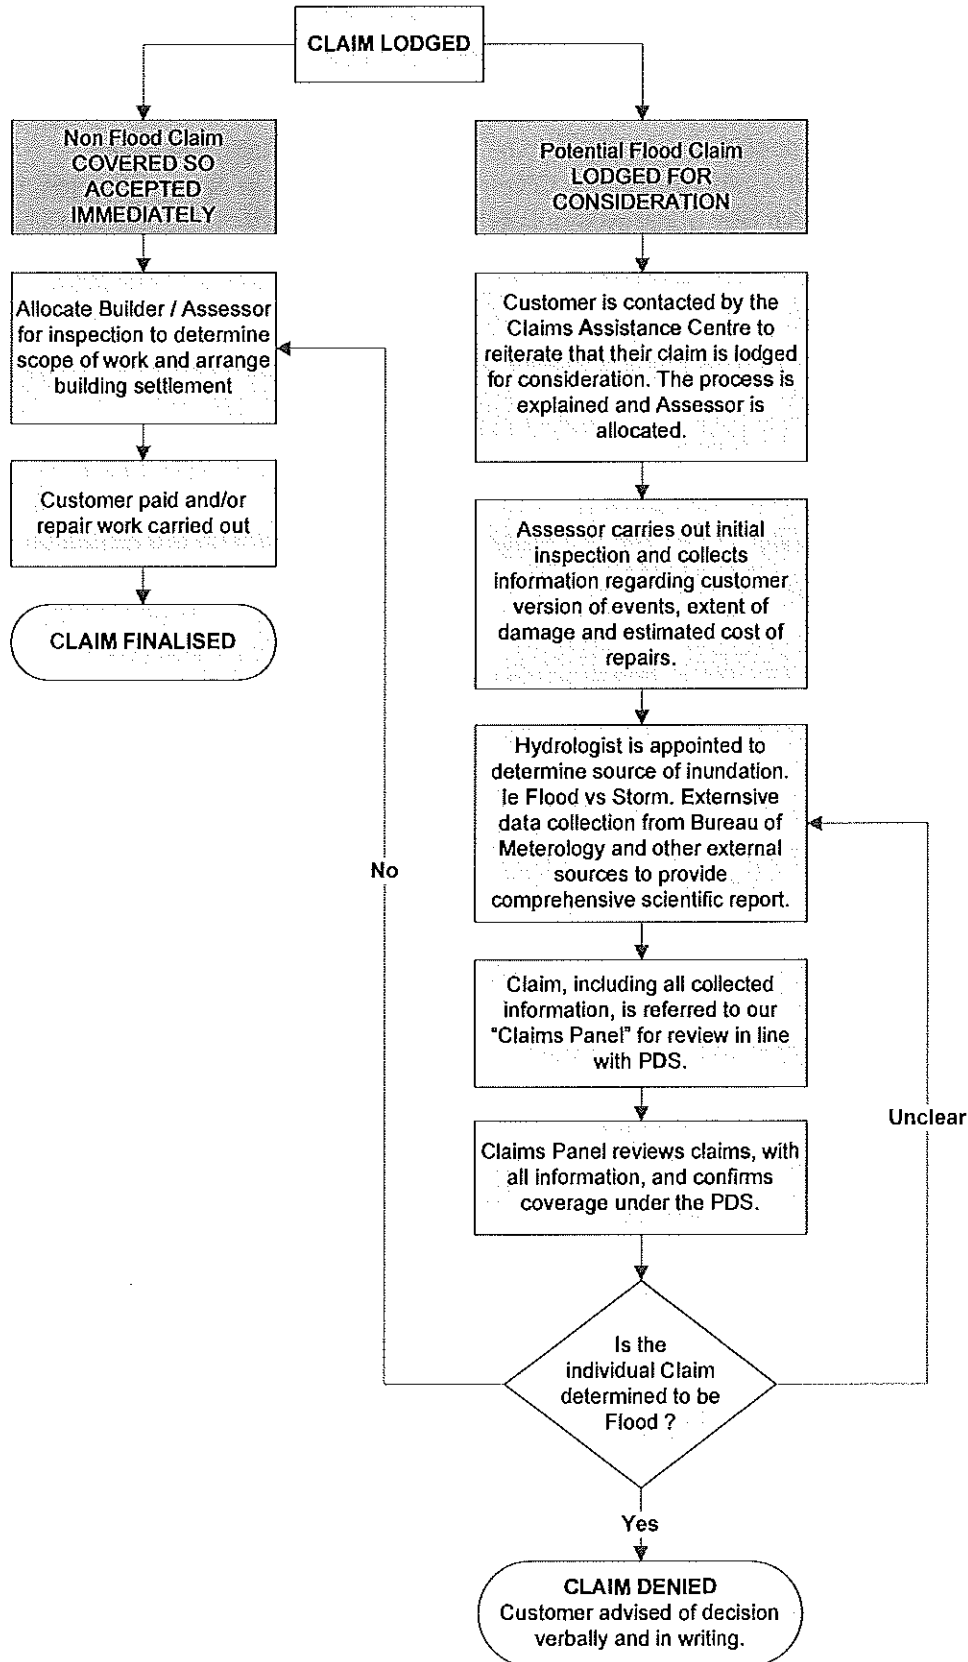 CLAIM LODGED
Non Flood Claim
COVERED SO
ACCEPTED
IMMEDIATELY
Allocate Builder / Assessor
for inspection to determine
scope of work and arrange
building settlement
Customer paid and/or
repair work carried out
CLAIM FINALISED
Potential Flood Claim
LODGED FOR
CONSIDERATION
Customer is contacted by the
Claims Assistance Centre to
reiterate that their claim is lodged
for consideration. The process is
explained and Assessor is
allocated.
Assessor carries out initial
inspection and collects
information regarding customer
version of events, extent of
damage and estimated cost of
repairs.
Hydrologist is appointed to
determine source of inundation.
Ie Flood vs Storm. Externsive
data collection from Bureau of
Meterology and other external
sources to provide
comprehensive scientific report.
Claim, including all collected
information, is referred to our
"Claims Panel" for review in line
with PDS.
Claims Panel reviews claims, with
all information, and confirms
coverage under the PDS.
Is the
individual Claim
determined to be
Flood ?
No
Unclear
Yes
CLAIM DENIED
Customer advised of decision
verbally and in writing.